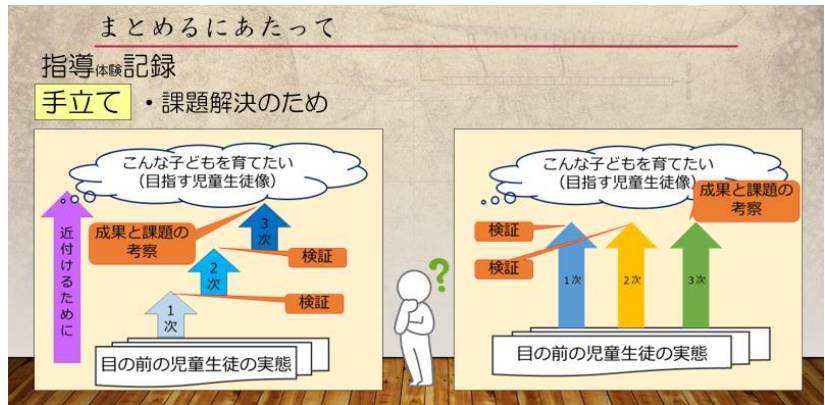 まとめるにあたって
指導体験記録
手立て ・課題解決のため
こんな子どもを育てたい
(目指す児童生徒像)
近付けるために
成果と課題の
考察
3次
検証
2次
検証
1次
目の前の児童生徒の実態
?
こんな子どもを育てたい
(目指す児童生徒像)
成果と課題の
考察
検証
検証
1次
2次
3次
目の前の児童生徒の実態